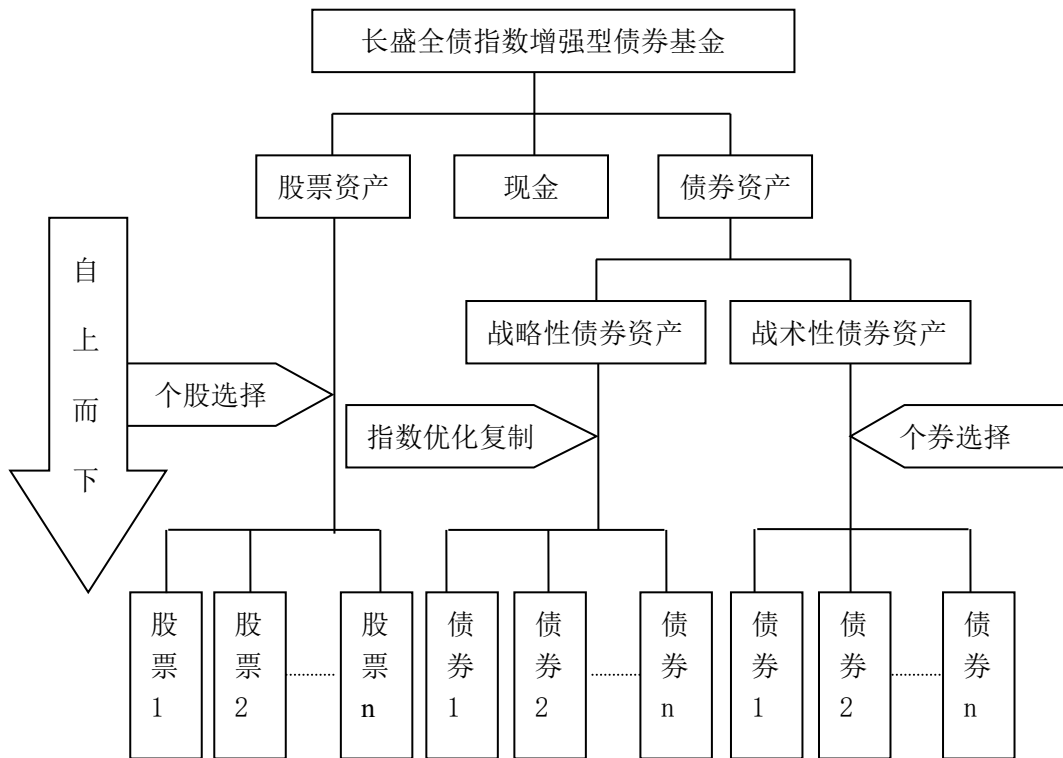 长盛全债指数增强型债券基金
股票资产
现金
债券资产
自上而下
战略性债券资产
战术性债券资产
个股选择
指数优化复制
个券选择
股票1
股票2
股票n
债券1
债券2
债券n
债券1
债券2
债券n